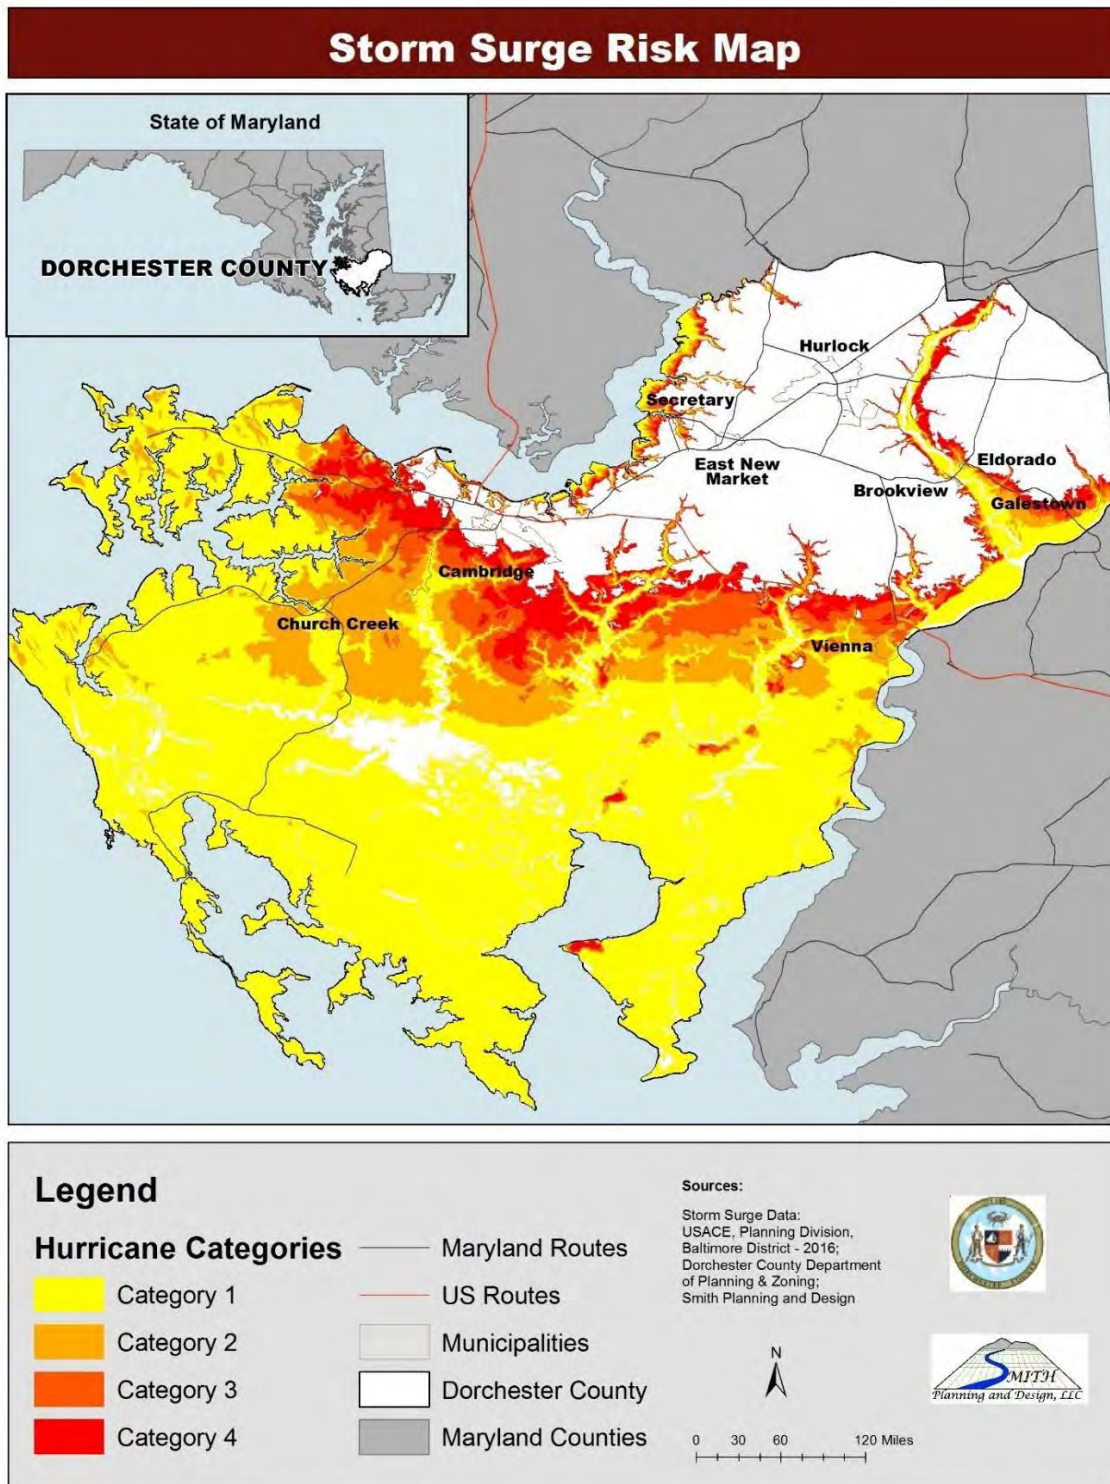 Storm Surge Risk Map
State of Maryland
DORCHESTER COUNTY
Hurlock
Secretary
East New
Market
Eldorado
Brookview
Galestown
Cambridge
Church Creek
Vienna
Legend
Hurricane Categories
Category 1
Category 2
Category 3
Category 4
Maryland Routes
US Routes
Municipalities
Dorchester County
Maryland Counties
Sources:
Storm Surge Data:
USACE, Planning Division,
Baltimore District - 2016;
Dorchester County Department
of Planning & Zoning;
Smith Planning and Design
N
0 30 60 120 Miles
DORCHESTER COUNTY
SMITH
Planning and Design, LLC